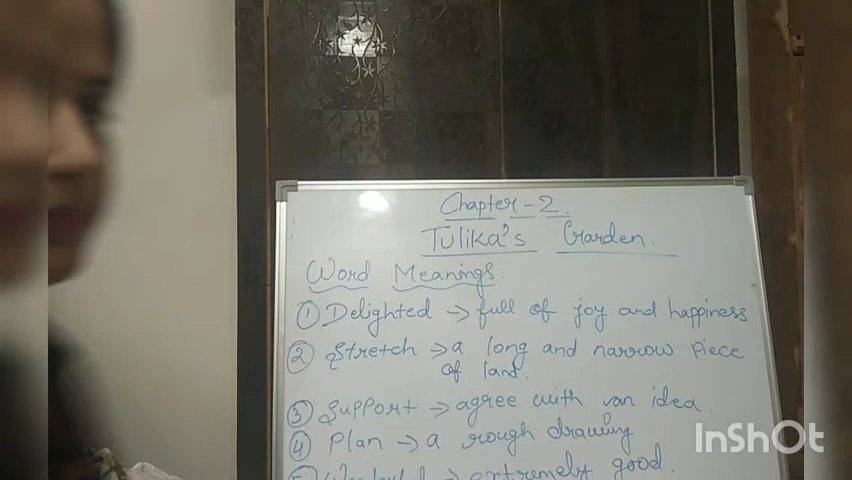 Chapter-2.
Tulika's Garden.
Word Meanings.
① Delighted → full of joy and happiness
② Stretch → a long and narrow piece
of land.
③ Support → agree with an idea.
④ Plan → a rough drawing
extremely good.
InShOt